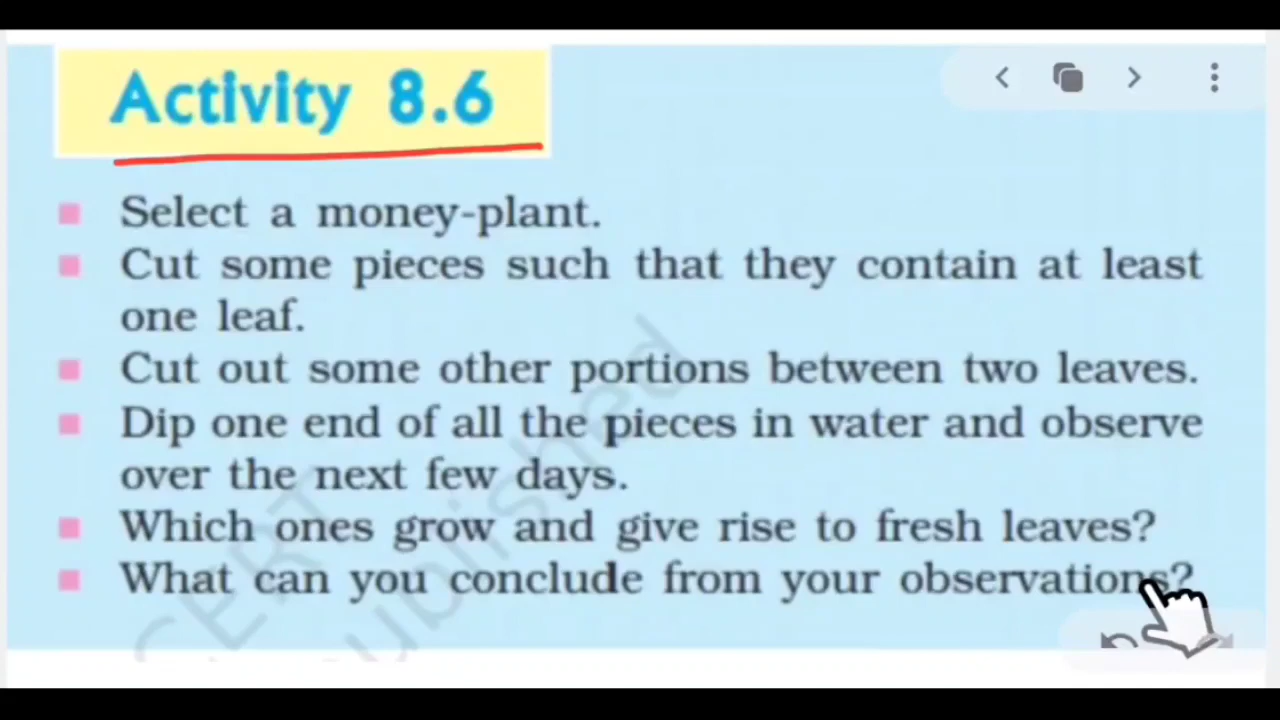 Activity 8.6
Select a money-plant.
Cut some pieces such that they contain at least
one leaf.
Cut out some other portions between two leaves.
Dip one end of all the pieces in water and observe
over the next few days.
Which ones grow and give rise to fresh leaves?
What can you conclude from your observations?